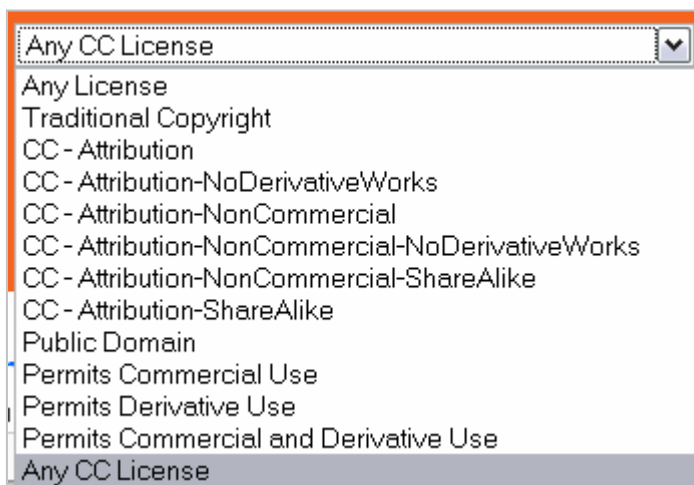 Any CC License
Any License
Traditional Copyright
CC - Attribution
CC - Attribution-NoDerivativeWorks
CC - Attribution-NonCommercial
CC - Attribution-NonCommercial-NoDerivativeWorks
CC - Attribution-NonCommercial-ShareAlike
CC - Attribution-ShareAlike
Public Domain
Permits Commercial Use
Permits Derivative Use
Permits Commercial and Derivative Use
Any CC License